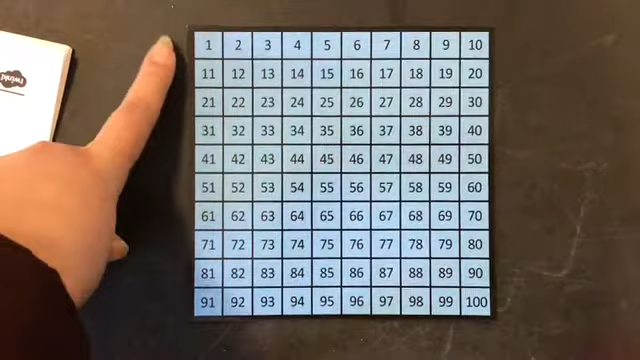 1 2 3 4 5 6 7 8 9 10
11 12 13 14 15 16 17 18 19 20
21 22 23 24 25 26 27 28 29 30
31 32 33 34 35 36 37 38 39 40
41 42 43 44 45 46 47 48 49 50
51 52 53 54 55 56 57 58 59 60
61 62 63 64 65 66 67 68 69 70
71 72 73 74 75 76 77 78 79 80
81 82 83 84 85 86 87 88 89 90
91 92 93 94 95 96 97 98 99 100